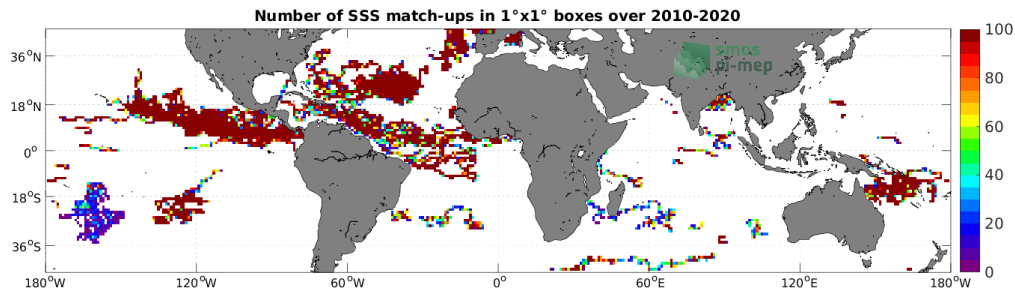 Number of SSS match-ups in 1°x1° boxes over 2010-2020
smos
pi-mep
36°N
18°N
0°
18°S
36°S
180°W 120°W 60°W 0° 60°E 120°E 180°W
100
80
60
40
20
0